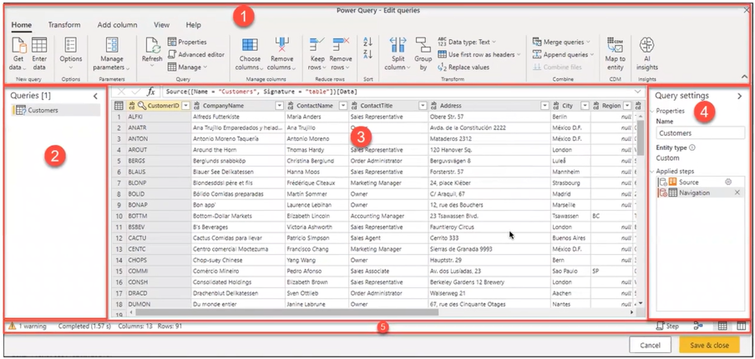 Power Query - Edit queries
Home Transform Add column View Help
1
Get data... Enter data Options Manage parameters... Refresh Properties Advanced editor Manage Choose columns... Remove columns... Keep rows Reduce rows Split column Group by Data type: Text Use first row as headers Replace values Merge queries Append queries Combine files Map to entity AI insights
New query Options Parameters Query Manage columns Reduce rows Sort Transform Combine CDM Insights
Queries [1]
Customers
2
fx Source{[Name = "Customers", Signature = "table"]}[Data]
CustomerID CompanyName ContactName ContactTitle Address City Region
1 ALFKI Alfreds Futterkiste Maria Anders Sales Representative Obere Str. 57 Berlin null
2 ANATR Ana Trujillo Emparedados y head... Ana Trujillo Owner Avda. de la Constitución 2222 México D.F. null
3 ANTON Antonio Moreno Taquería Antonio Moreno Owner Mataderos 2312 México D.F. null
4 AROUT Around the Horn Thomas Hardy Sales Representative 120 Hanover Sq. London null
5 BERGS Berglunds snabbköp Christina Berglund Order Administrator Berguvsvägen 8 Luleå null
6 BLAUS Blauer See Delikatessen Hanna Moos Sales Representative Forsterstr. 57 Mannheim null
7 BLONP Blondesddsl père et fils Frédérique Citeaux Marketing Manager 24, place Kléber Strasbourg null
8 BOLID Bólido Comidas preparadas Martín Sommer Owner C/ Araquil, 67 Madrid null
9 BONAP Bon app' Laurence Lebihan Owner 12, rue des Bouchers Marseille null
10 BOTTM Bottom-Dollar Markets Elizabeth Lincoln Accounting Manager 23 Tsawassen Blvd. Tsawassen BC
11 BSBEV B's Beverages Victoria Ashworth Sales Representative Fauntleroy Circus London null
12 CACTU Cactus Comidas para llevar Patricio Simpson Sales Agent Cerrito 333 Buenos Aires null
13 CENTC Centro comercial Moctezuma Francisco Chang Marketing Manager Sierras de Granada 9993 México D.F. null
14 CHOPS Chop-suey Chinese Yang Wang Owner Hauptstr. 29 Bern null
15 COMMI Comércio Mineiro Pedro Afonso Sales Associate Av. dos Lusíadas, 23 Sao Paulo SP
16 CONSH Consolidated Holdings Elizabeth Brown Sales Representative Berkeley Gardens 12 Brewery London null
17 DRACD Drachenblut Delikatessen Sven Ottlieb Order Administrator Walserweg 21 Aachen null
18 DUMON Du monde entier Janine Labrune Owner 67, rue des Cinquante Otages Nantes null
19
3
Query settings
4
Properties
Name
Customers
Entity type
Custom
Applied steps
Source
Navigation
1 warning Completed (1.57 s) Columns: 13 Rows: 91 5 Step
Cancel Save & close